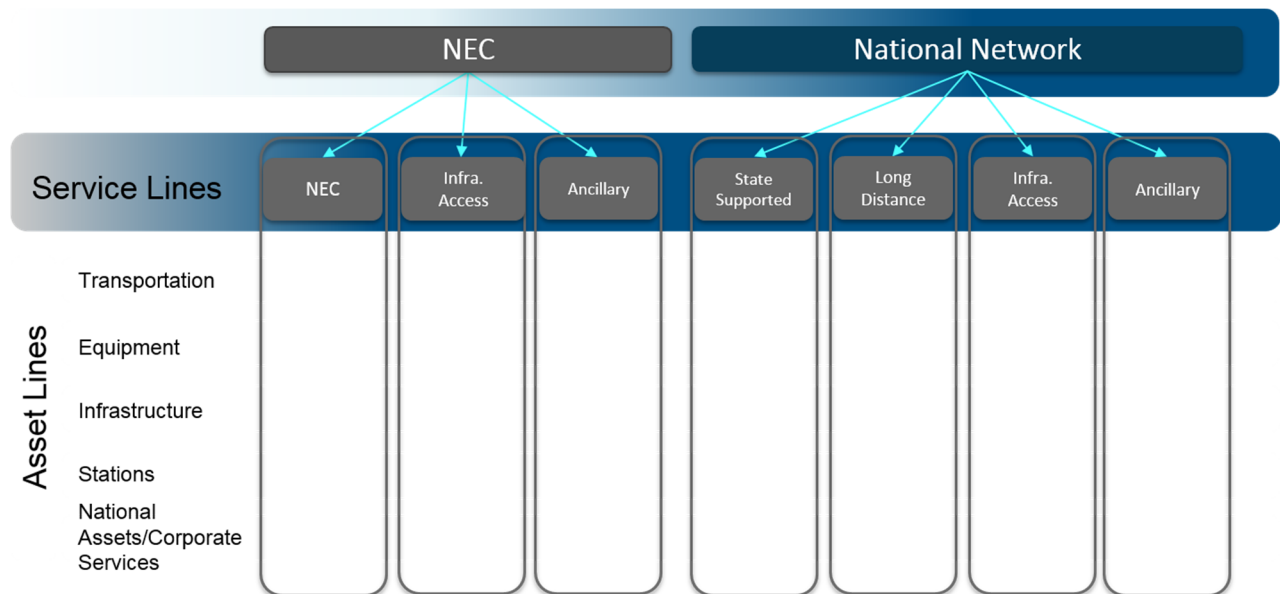 NEC
National Network
Service Lines
NEC
Infra.
Access
Ancillary
State
Supported
Long
Distance
Infra.
Access
Ancillary
Asset Lines
Transportation
Equipment
Infrastructure
Stations
National
Assets/Corporate
Services